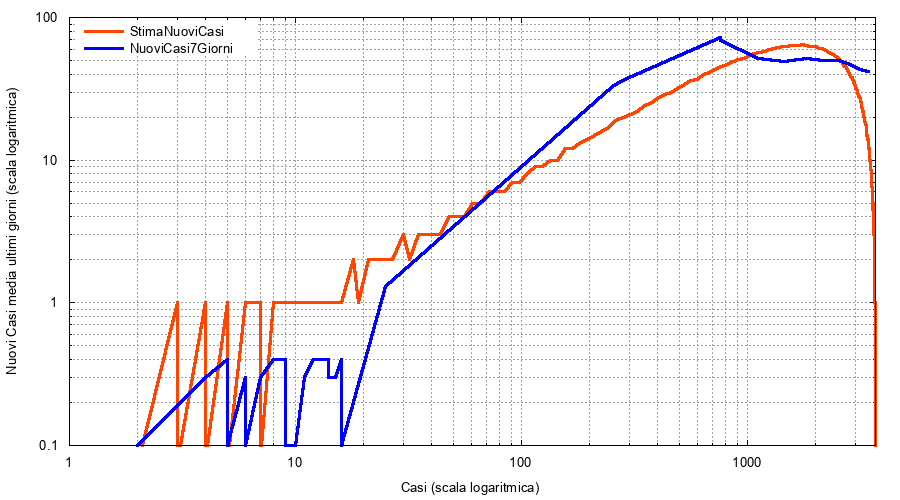 StimaNuoviCasi
NuoviCasi7Giorni
Nuovi Casi media ultimi giorni (scala logaritmica)
100
10
1
0.1
1
10
100
1000
Casi (scala logaritmica)